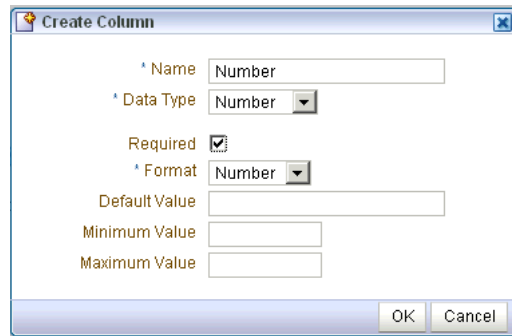 Create Column
* Name Number
* Data Type Number
Required
* Format Number
Default Value
Minimum Value
Maximum Value
OK Cancel